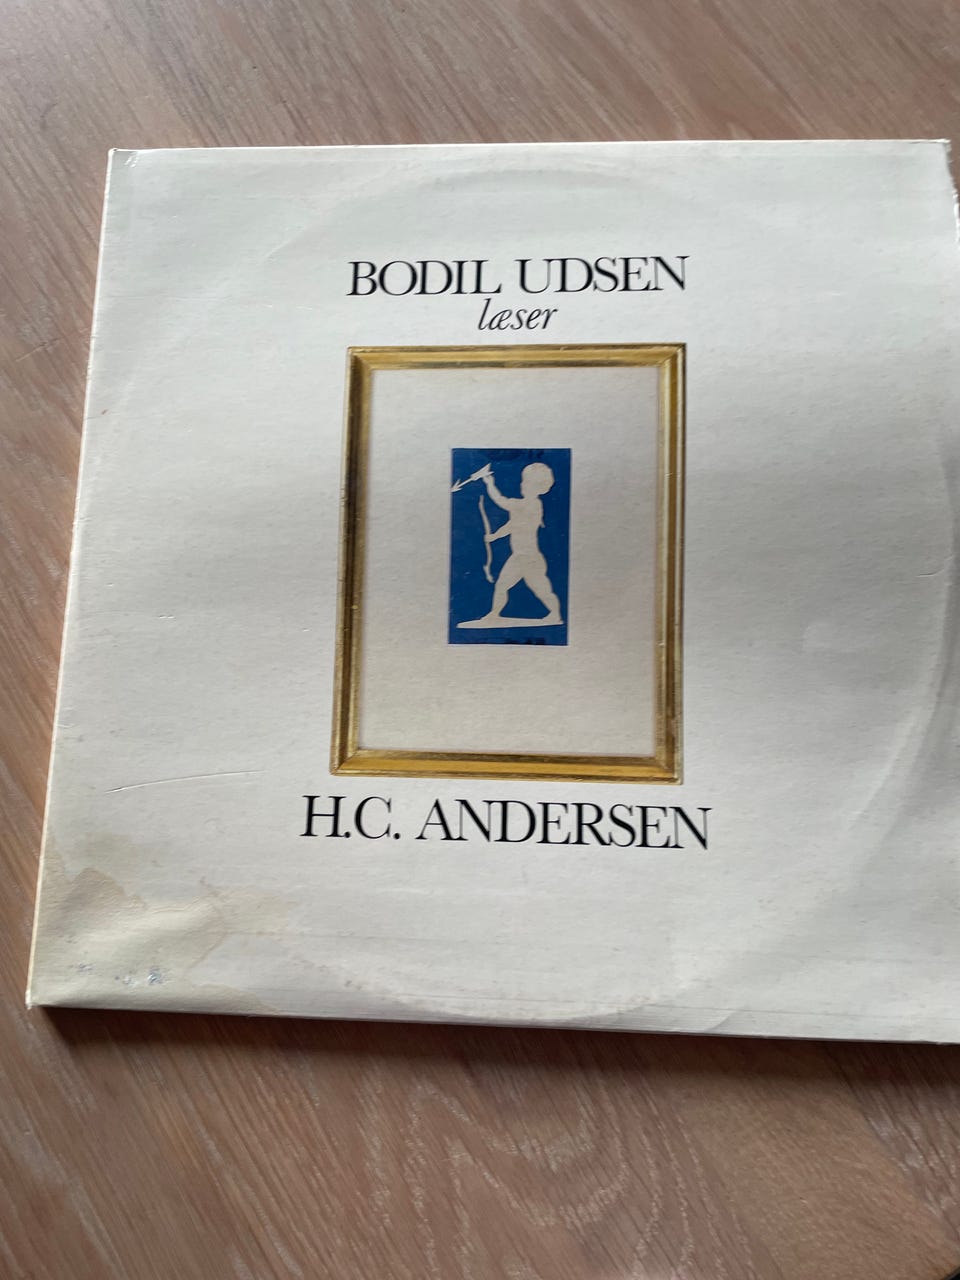 BODIL UDSEN
læser
H.C. ANDERSEN